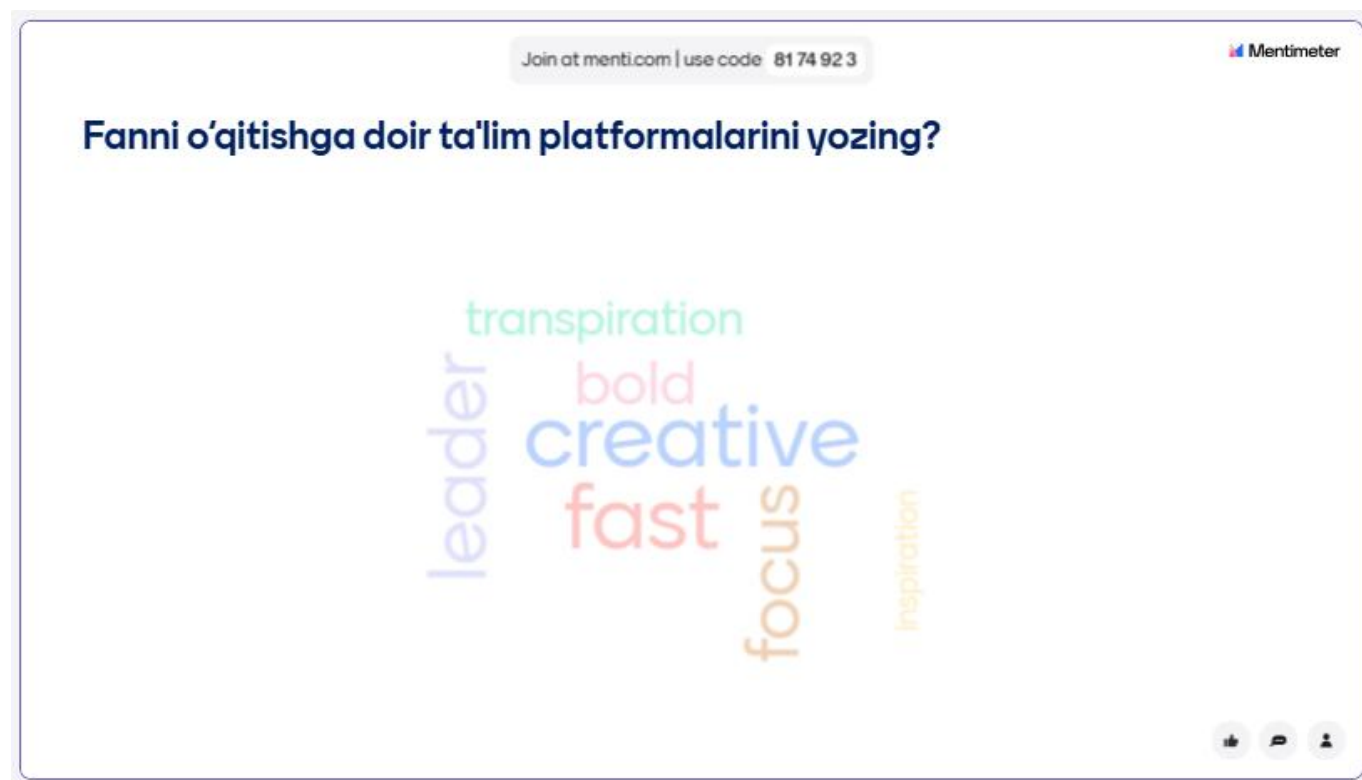 Join at menti.com | use code 81 74 92 3
Mentimeter
Fanni o‘qitishga doir ta'lim platformalarini yozing?
transpiration
leader
bold
creative
fast
focus
inspiration